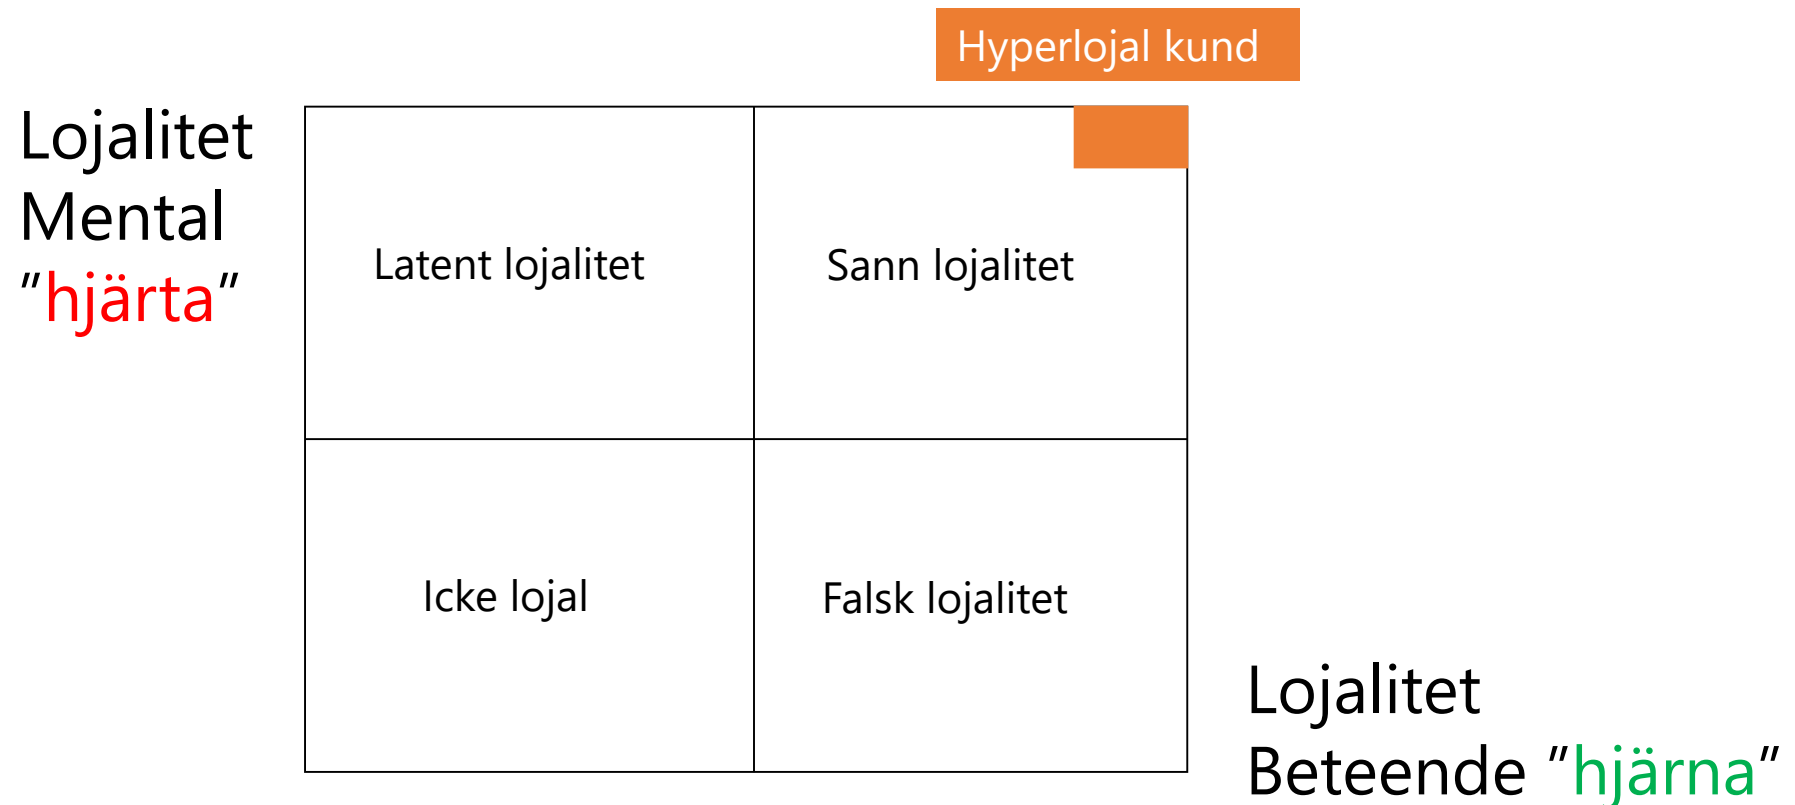 Hyperlojal kund
Lojalitet
Mental
”hjärta”
Latent lojalitet
Sann lojalitet
Icke lojal
Falsk lojalitet
Lojalitet
Beteende ”hjärna”